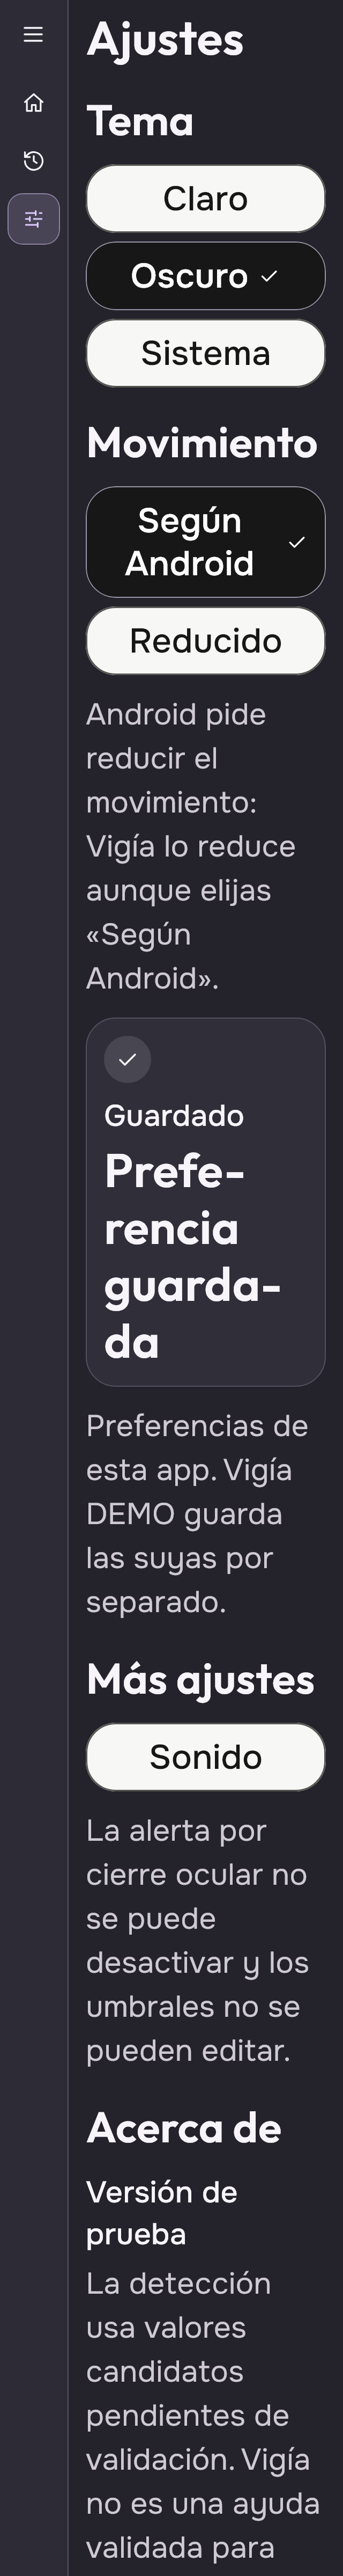 Ajustes
Tema
Claro
Oscuro
Sistema
Movimiento
Según
Android
Reducido
Android pide
reducir el
movimiento:
Vigía lo reduce
aunque elijas
«Según
Android».
Guardado
Prefe-
rencia
guarda-
da
Preferencias de
esta app. Vigía
DEMO guarda
las suyas por
separado.
Más ajustes
Sonido
La alerta por
cierre ocular no
se puede
desactivar y los
umbrales no se
pueden editar.
Acerca de
Versión de
prueba
La detección
usa valores
candidatos
pendientes de
validación. Vigía
no es una ayuda
validada para